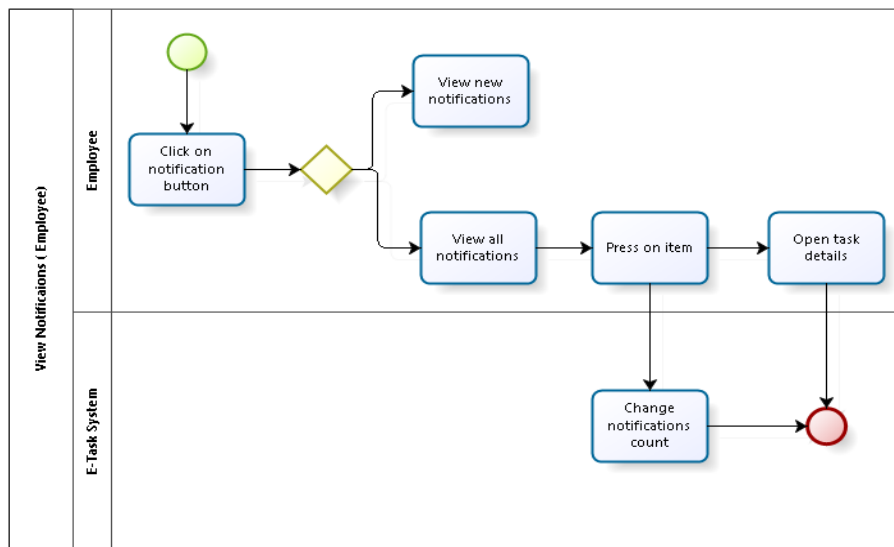 View Notificaions ( Employee)
Employee
E-Task System
Click on
notification
button
View new
notifications
View all
notifications
Press on item
Open task
details
Change
notifications
count